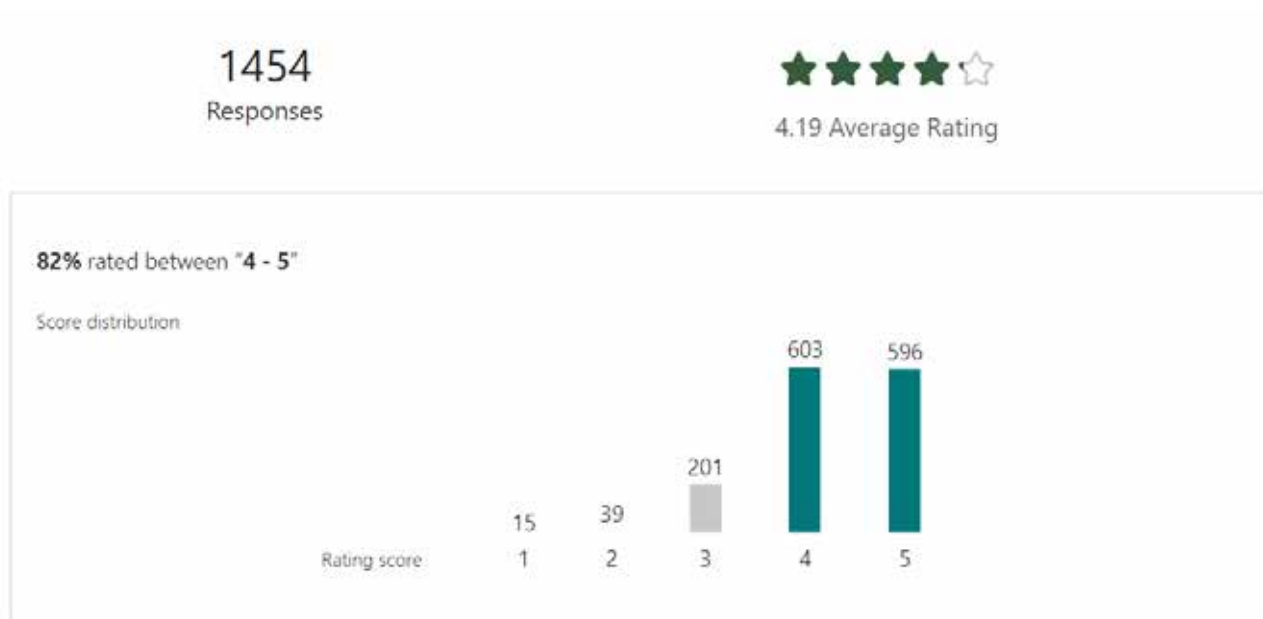 1454
Responses
4.19 Average Rating
82% rated between "4 - 5"
Score distribution
603
596
201
39
15
Rating score 1 2 3 4 5